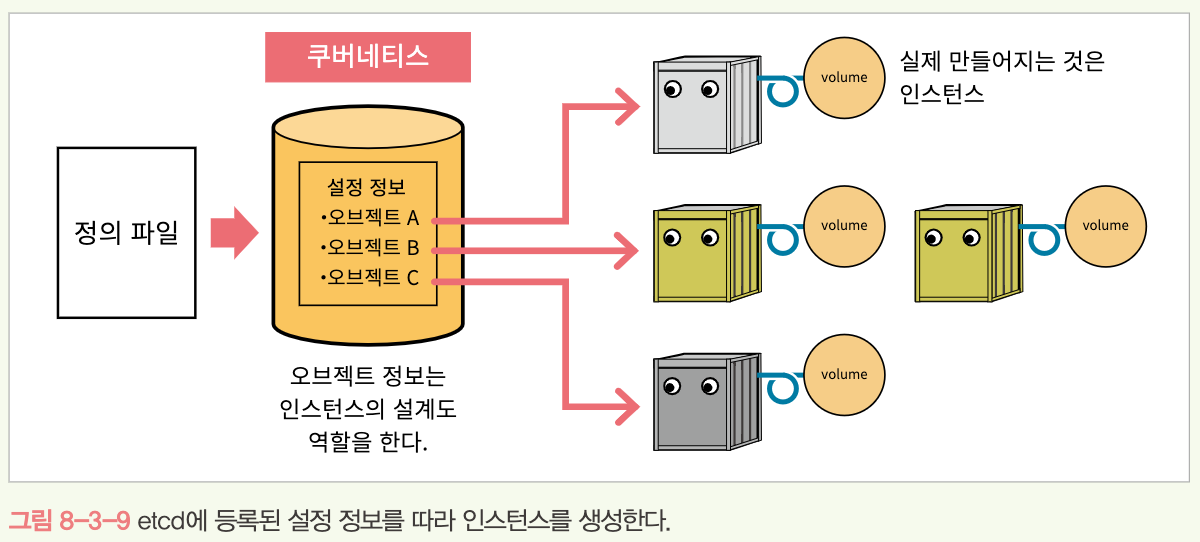 쿠버네티스
정의 파일
설정 정보
•오브젝트 A
•오브젝트 B
•오브젝트 C
오브젝트 정보는
인스턴스의 설계도
역할을 한다.
volume
실제 만들어지는 것은
인스턴스
volume
volume
volume
그림 8-3-9 etcd에 등록된 설정 정보를 따라 인스턴스를 생성한다.